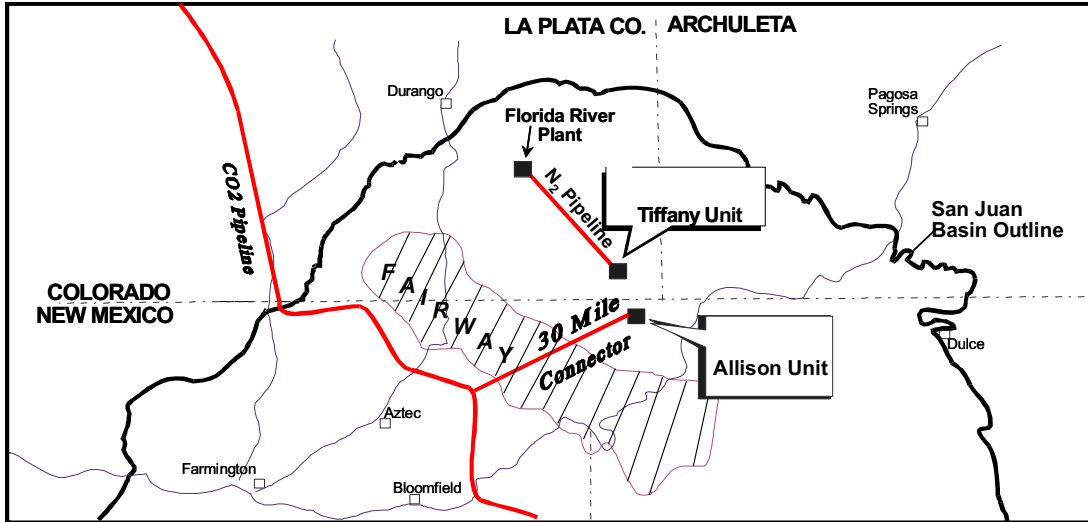 LA PLATA CO. ARCHULETA
Durango
Pagosa
Springs
Florida River
Plant
CO2 Pipeline
N2 Pipeline
Tiffany Unit
San Juan
Basin Outline
COLORADO
NEW MEXICO
FAIRWAY
30 Mile
Connector
Dulce
Allison Unit
Aztec
Farmington
Bloomfield